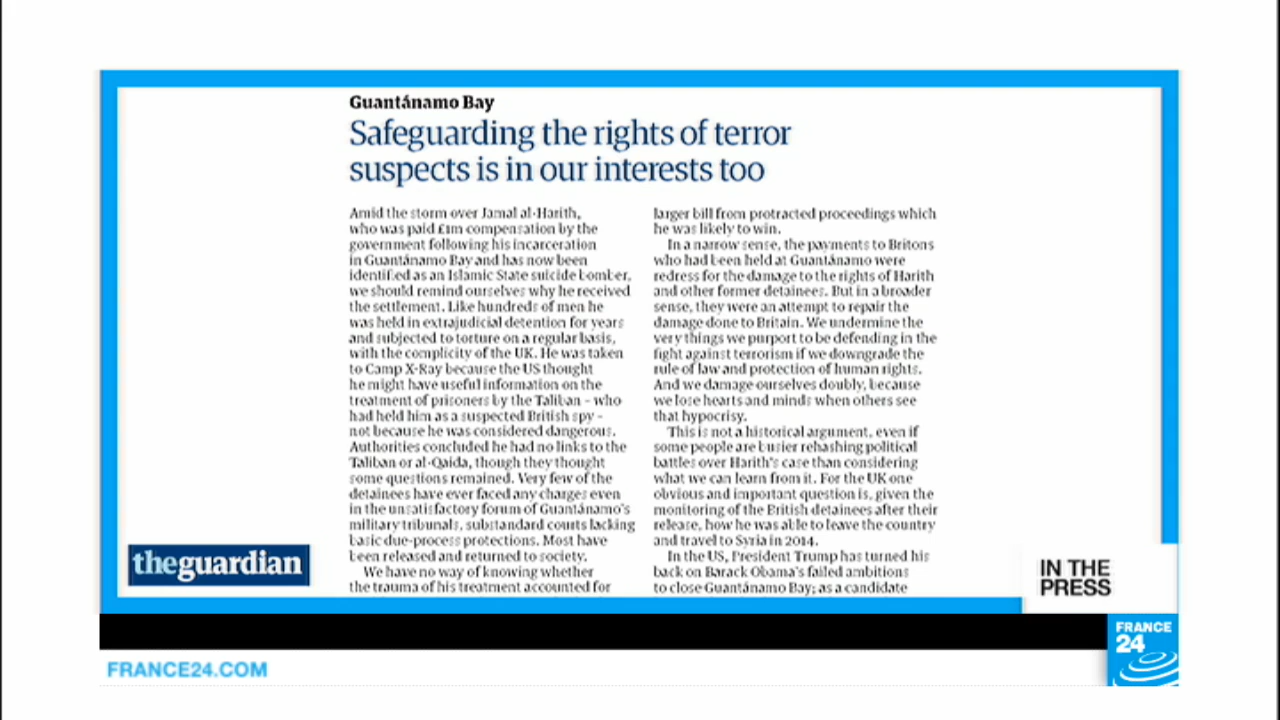 Guantánamo Bay
Safeguarding the rights of terror
suspects is in our interests too
Amid the storm over Jamal al-Harith,
who was paid £1m compensation by the
government following his incarceration
in Guantánamo Bay and has now been
identified as an Islamic State suicide bomber,
we should remind ourselves why he received
the settlement. Like hundreds of men he
was held in extrajudicial detention for years
and subjected to torture on a regular basis,
with the complicity of the UK. He was taken
to Camp X-Ray because the US thought
he might have useful information on the
treatment of prisoners by the Taliban – who
had held him as a suspected British spy –
not because he was considered dangerous.
Authorities concluded he had no links to the
Taliban or al-Qaida, though they thought
some questions remained. Very few of the
detainees have ever faced any charges even
in the unsatisfactory forum of Guantánamo's
military tribunals, substandard courts lacking
basic due-process protections. Most have
been released and returned to society.
We have no way of knowing whether
the trauma of his treatment accounted for
larger bill from protracted proceedings which
he was likely to win.
In a narrow sense, the payments to Britons
who had been held at Guantánamo were
redress for the damage to the rights of Harith
and other former detainees. But in a broader
sense, they were an attempt to repair the
damage done to Britain. We undermine the
very things we purport to be defending in the
fight against terrorism if we downgrade the
rule of law and protection of human rights.
And we damage ourselves doubly, because
we lose hearts and minds when others see
that hypocrisy.
This is not a historical argument, even if
some people are busier rehashing political
battles over Harith's case than considering
what we can learn from it. For the UK one
obvious and important question is, given the
monitoring of the British detainees after their
release, how he was able to leave the country
and travel to Syria in 2014.
In the US, President Trump has turned his
back on Barack Obama's failed ambitions
to close Guantánamo Bay; as a candidate
theguardian
IN THE
PRESS
FRANCE
24
FRANCE24.COM